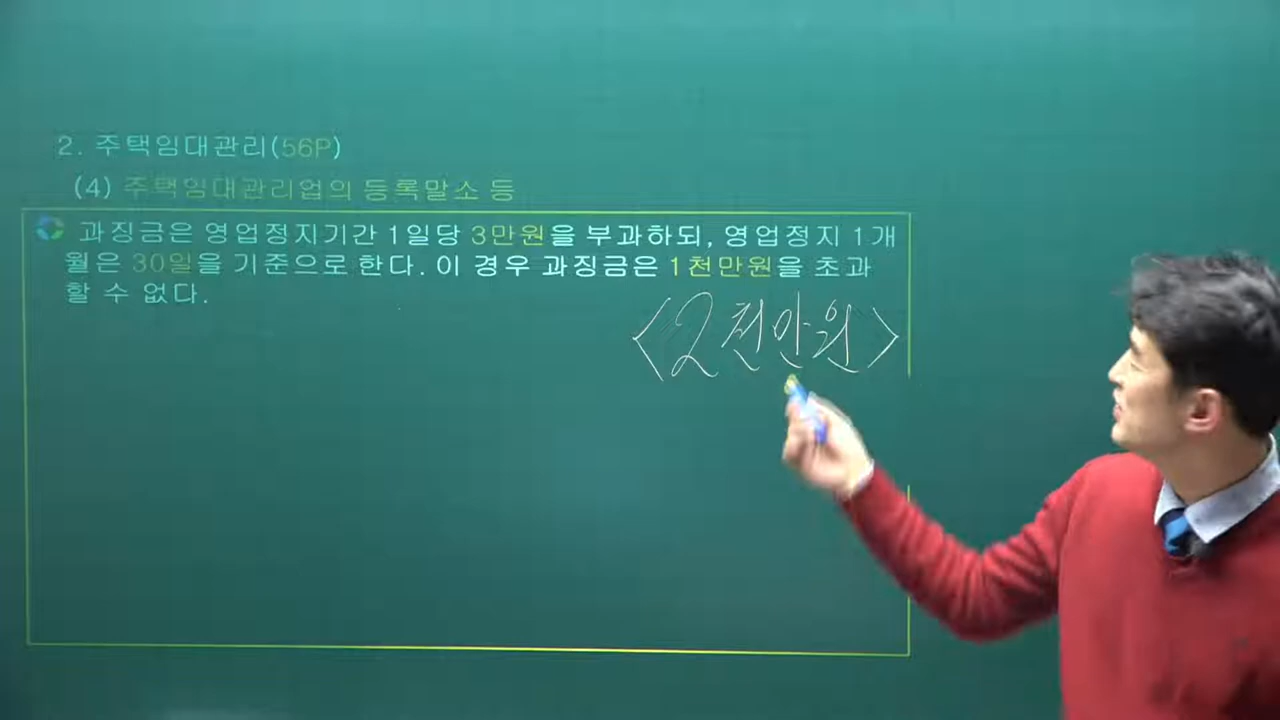 2. 주택임대관리(56P)
(4) 주택임대관리업의 등록말소 등
과징금은 영업정지기간 1일당 3만원을 부과하되, 영업정지 1개
월은 30일을 기준으로 한다. 이 경우 과징금은 1천만원을 초과
할 수 없다.
<2천만원>